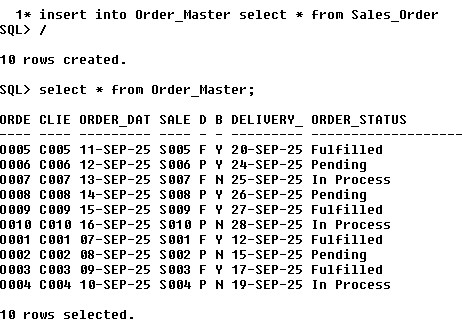 1* insert into Order_Master select * from Sales_Order
SQL> /
10 rows created.
SQL> select * from Order_Master;
ORDE CLIE ORDER_DAT SALE D B DELIVERY_ ORDER_STATUS
---- ---- --------- ---- - - --------- --------------------
O005 C005 11-SEP-25 S005 F Y 20-SEP-25 Fulfilled
O006 C006 12-SEP-25 S006 P Y 24-SEP-25 Pending
O007 C007 13-SEP-25 S007 F N 25-SEP-25 In Process
O008 C008 14-SEP-25 S008 P Y 26-SEP-25 Pending
O009 C009 15-SEP-25 S009 F Y 27-SEP-25 Fulfilled
O010 C010 16-SEP-25 S010 P N 28-SEP-25 In Process
O001 C001 07-SEP-25 S001 F Y 12-SEP-25 Fulfilled
O002 C002 08-SEP-25 S002 P N 15-SEP-25 Pending
O003 C003 09-SEP-25 S003 F Y 17-SEP-25 Fulfilled
O004 C004 10-SEP-25 S004 P N 19-SEP-25 In Process
10 rows selected.